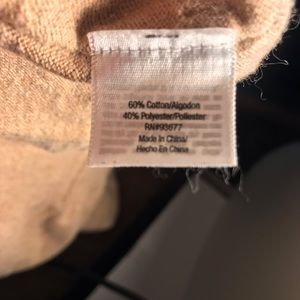 60% Cotton/Algodon
40% Polyester/Poliester
RN#93677
Made In China/
Hecho En China